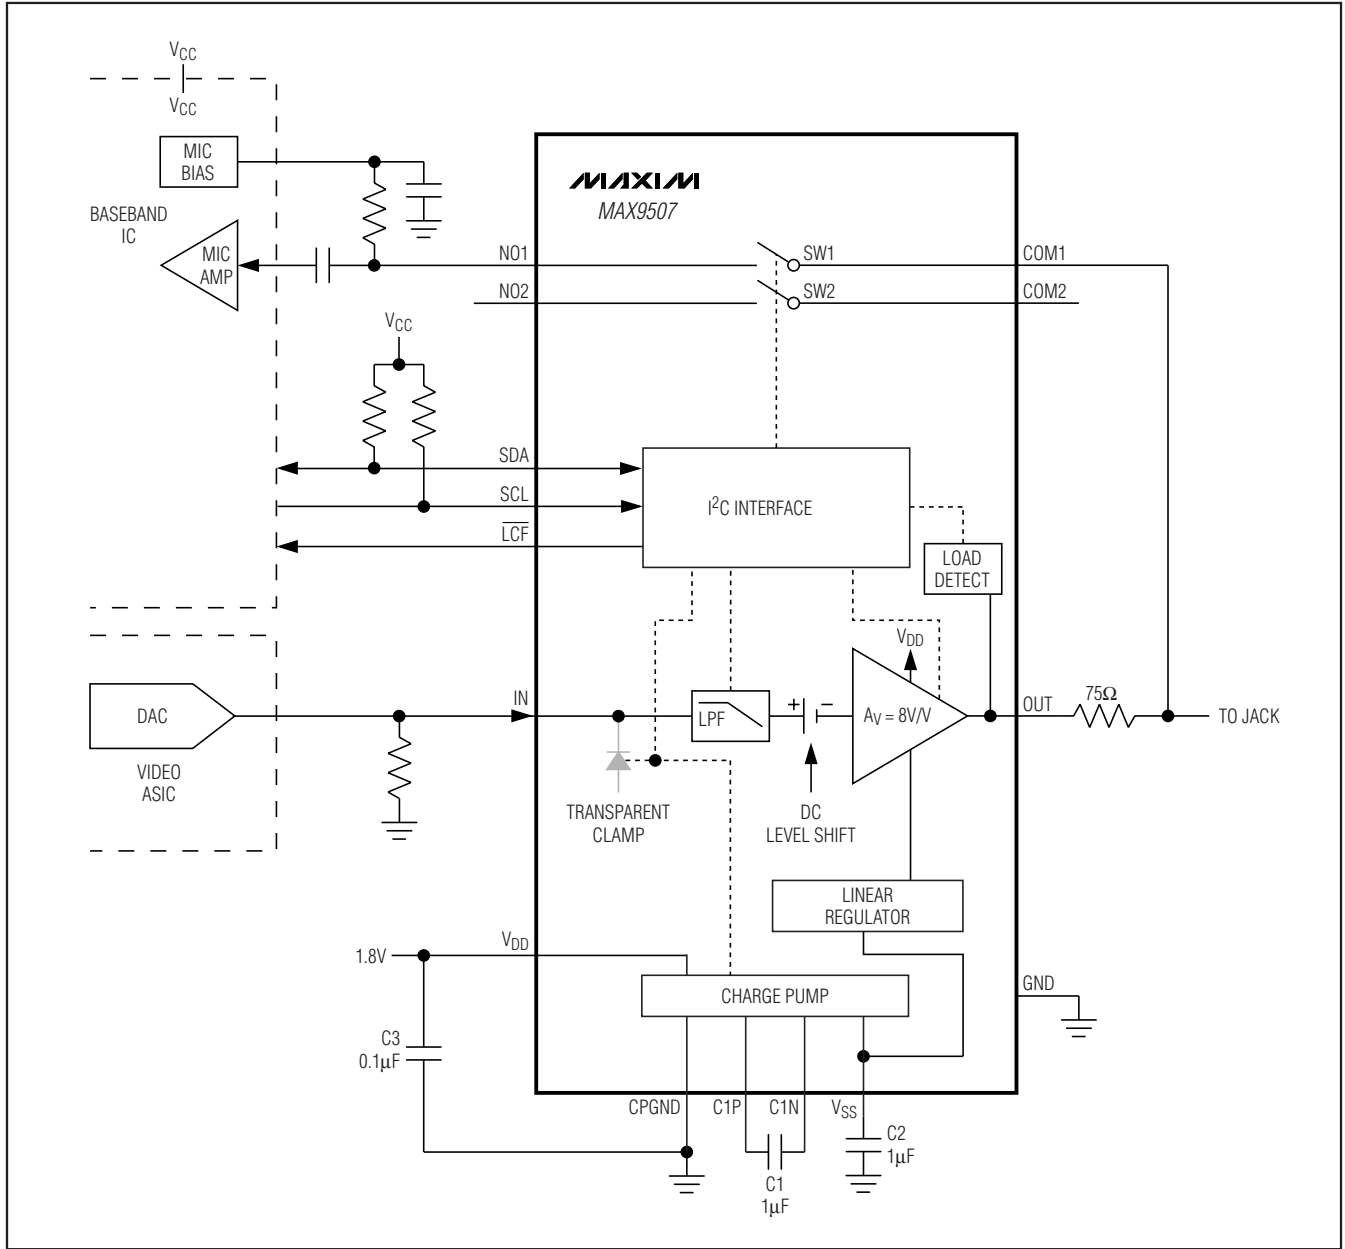 VCC
VCC
MIC
BIAS
BASEBAND
IC
MIC
AMP
MAXIM
MAX9507
NO1
SW1
COM1
NO2
SW2
COM2
VCC
SDA
SCL
LCF
I2C INTERFACE
LOAD
DETECT
VDD
DAC
IN
LPF
+
−
AV = 8V/V
OUT
75Ω
TO JACK
VIDEO
ASIC
TRANSPARENT
CLAMP
DC
LEVEL SHIFT
LINEAR
REGULATOR
1.8V
VDD
CHARGE PUMP
GND
C3
0.1μF
CPGND
C1P
C1N
VSS
C2
1μF
C1
1μF